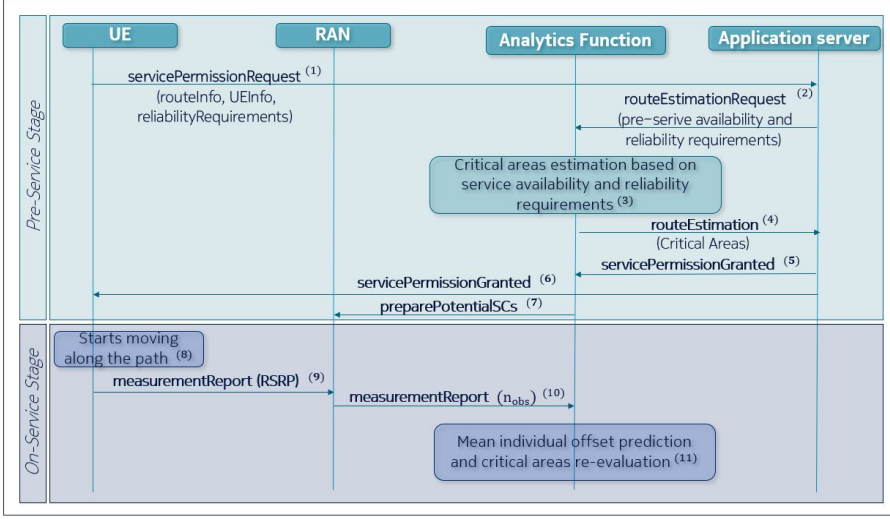 UE
RAN
Analytics Function
Application server
Pre-Service Stage
servicePermissionRequest (1)
(routeInfo, UEInfo,
reliabilityRequirements)
routeEstimationRequest (2)
(pre-serive availability and
reliability requirements)
Critical areas estimation based on
service availability and reliability
requirements (3)
routeEstimation (4)
(Critical Areas)
servicePermissionGranted (5)
servicePermissionGranted (6)
preparePotentialSCs (7)
On-Service Stage
Starts moving
along the path (8)
measurementReport (RSRP) (9)
measurementReport (n_obs) (10)
Mean individual offset prediction
and critical areas re-evaluation (11)